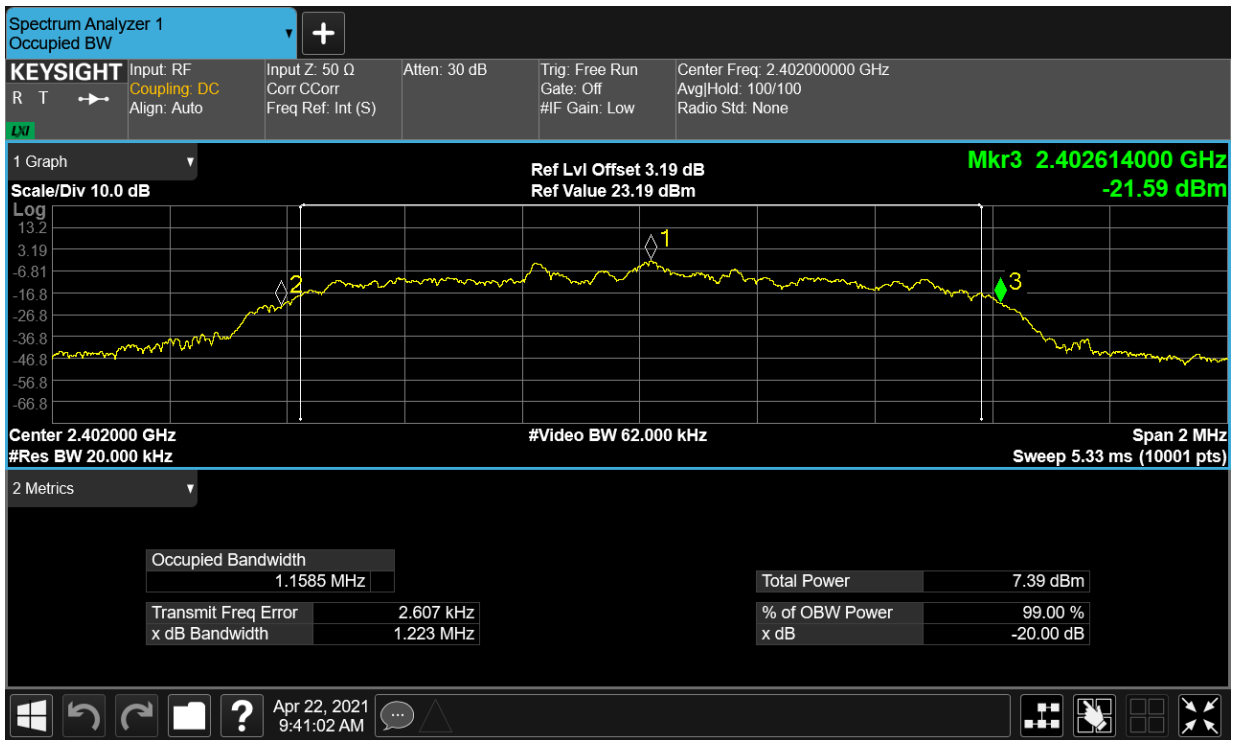 Spectrum Analyzer 1
Occupied BW
▼
+
KEYSIGHT
R T
LXI
Input: RF
Coupling: DC
Align: Auto
Input Z: 50 Ω
Corr CCorr
Freq Ref: Int (S)
Atten: 30 dB
Trig: Free Run
Gate: Off
#IF Gain: Low
Center Freq: 2.402000000 GHz
Avg|Hold: 100/100
Radio Std: None
1 Graph
▼
Scale/Div 10.0 dB
Ref Lvl Offset 3.19 dB
Ref Value 23.19 dBm
Mkr3 2.402614000 GHz
-21.59 dBm
Log
13.2
3.19
-6.81
-16.8
-26.8
-36.8
-46.8
-56.8
-66.8
1
2
3
Center 2.402000 GHz
#Res BW 20.000 kHz
#Video BW 62.000 kHz
Span 2 MHz
Sweep 5.33 ms (10001 pts)
2 Metrics
▼
Occupied Bandwidth
1.1585 MHz
Transmit Freq Error 2.607 kHz
x dB Bandwidth 1.223 MHz
Total Power 7.39 dBm
% of OBW Power 99.00 %
x dB -20.00 dB
?
Apr 22, 2021
9:41:02 AM